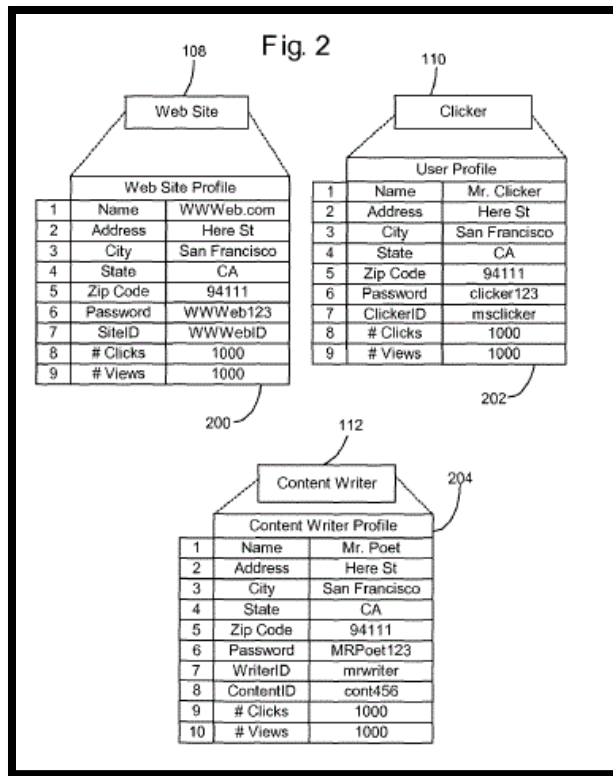 Fig. 2
108
Web Site
Web Site Profile
1 Name WWWeb.com
2 Address Here St
3 City San Francisco
4 State CA
5 Zip Code 94111
6 Password WWWeb123
7 SiteID WWWebID
8 # Clicks 1000
9 # Views 1000
200
110
Clicker
User Profile
1 Name Mr. Clicker
2 Address Here St
3 City San Francisco
4 State CA
5 Zip Code 94111
6 Password clicker123
7 ClickerID msclicker
8 # Clicks 1000
9 # Views 1000
202
112
Content Writer
204
Content Writer Profile
1 Name Mr. Poet
2 Address Here St
3 City San Francisco
4 State CA
5 Zip Code 94111
6 Password MRPoet123
7 WriterID mrwriter
8 ContentID cont456
9 # Clicks 1000
10 # Views 1000